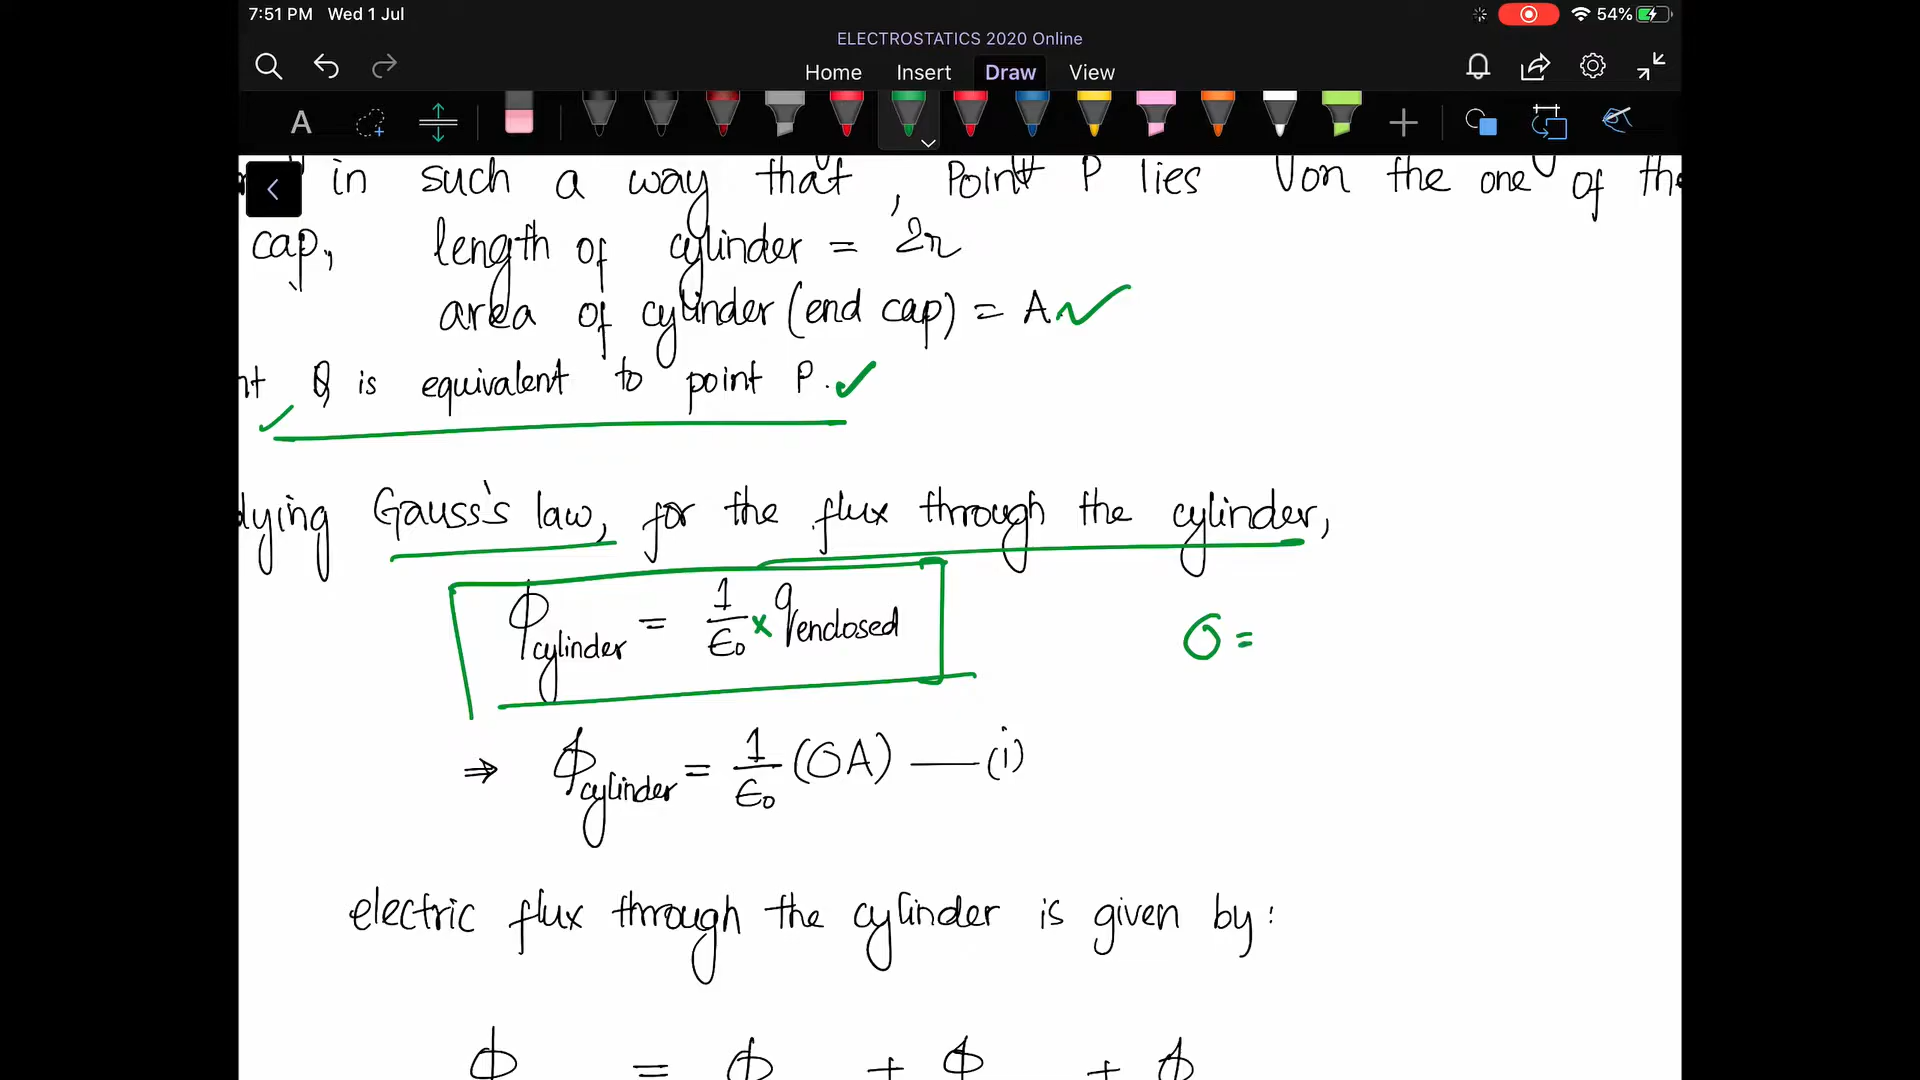 7:51 PM Wed 1 Jul 54%
ELECTROSTATICS 2020 Online
Home Insert Draw View
A
in such a way that, Point P lies on the one of the
cap, length of cylinder = 2r
area of cylinder (end cap) = A
Q is equivalent to point P.
Gauss's law, for the flux through the cylinder,
ϕcylinder = 1/ε₀ × qenclosed
σ =
⇒ ϕcylinder = 1/ε₀ (σA) — (i)
electric flux through the cylinder is given by:
ϕ = ϕ + ϕ + ϕ